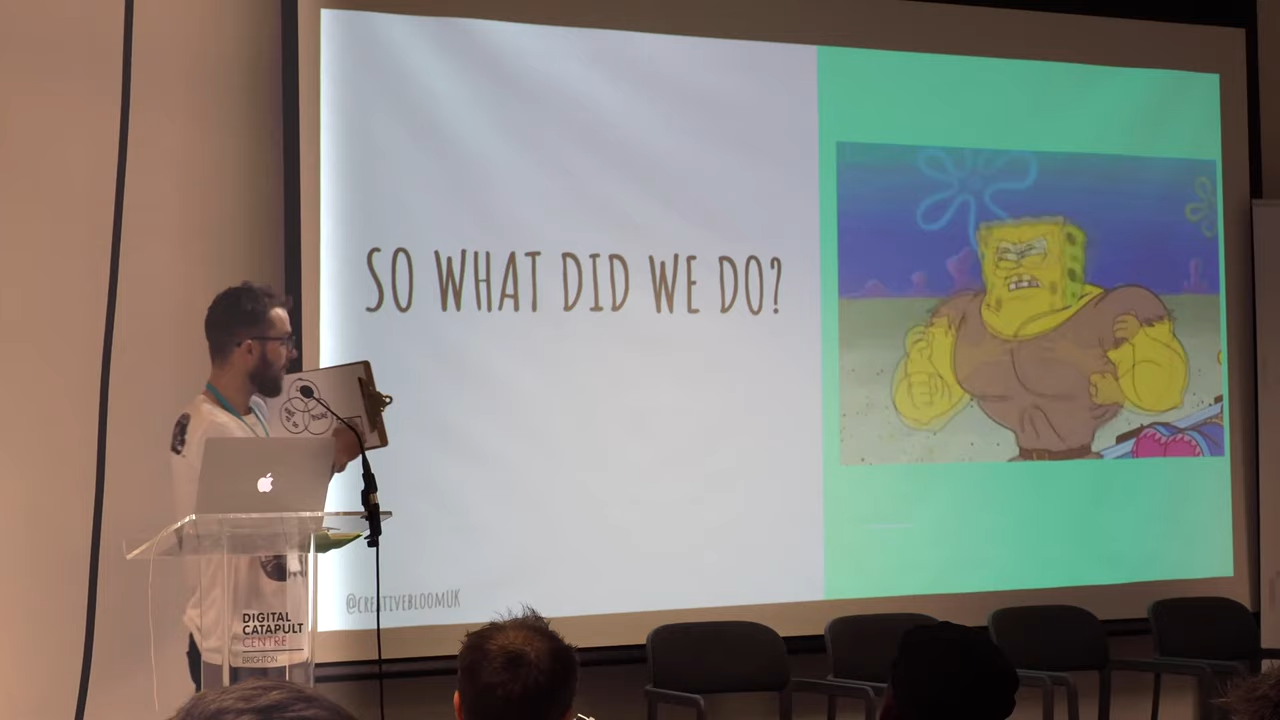 SO WHAT DID WE DO?
@CREATIVEBLOOMUK
DIGITAL
CATAPULT
CENTRE
BRIGHTON